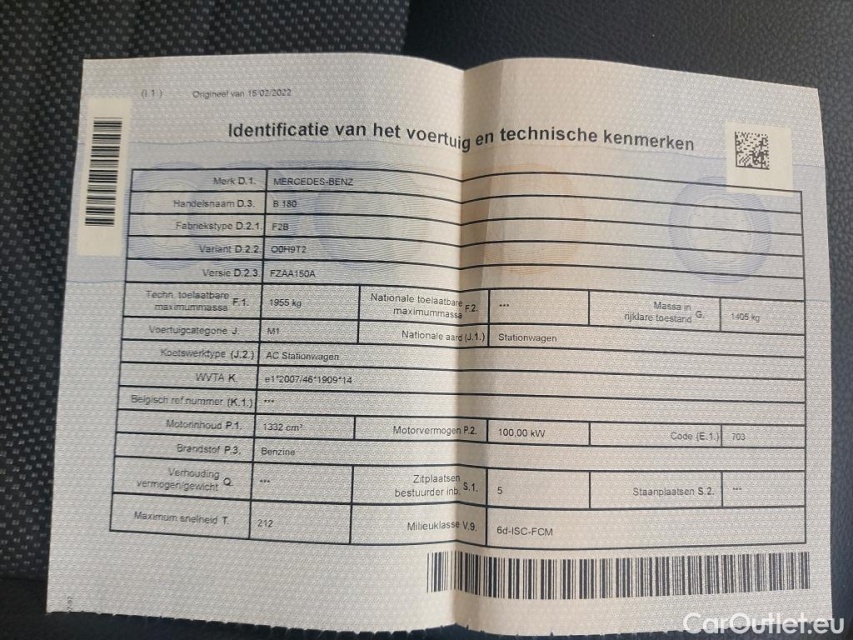 (I.1.) Origineel van 15/02/2022
Identificatie van het voertuig en technische kenmerken
Merk D.1. MERCEDES-BENZ
Handelsnaam D.3. B 180
Fabriekstype D.2.1. F2B
Variant D.2.2. O0H9T2
Versie D.2.3. FZAA150A
Techn. toelaatbare maximummassa F.1. 1955 kg Nationale toelaatbare maximummassa F.2. *** Massa in rijklare toestand G. 1405 kg
Voertuigcategorie J. M1 Nationale aard (J.1.) Stationwagen
Koetswerktype (J.2.) AC Stationwagen
WVTA K. e1*2007/46*1909*14
Belgisch ref.nummer (K.1.) ***
Motorinhoud P.1. 1332 cm³ Motorvermogen P.2. 100,00 kW Code (E.1.) 703
Brandstof P.3. Benzine
Verhouding vermogen/gewicht Q. *** Zitplaatsen bestuurder inb. S.1. 5 Staanplaatsen S.2. ***
Maximum snelheid T. 212 Milieuklasse V.9. 6d-ISC-FCM
CarOutlet.eu